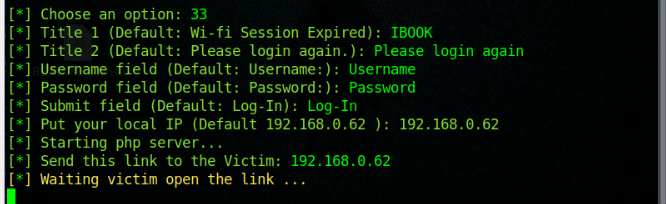 [*] Choose an option: 33
[*] Title 1 (Default: Wi-fi Session Expired): IBOOK
[*] Title 2 (Default: Please login again.): Please login again
[*] Username field (Default: Username:): Username
[*] Password field (Default: Password:): Password
[*] Submit field (Default: Log-In): Log-In
[*] Put your local IP (Default 192.168.0.62 ): 192.168.0.62
[*] Starting php server...
[*] Send this link to the Victim: 192.168.0.62
[*] Waiting victim open the link ...